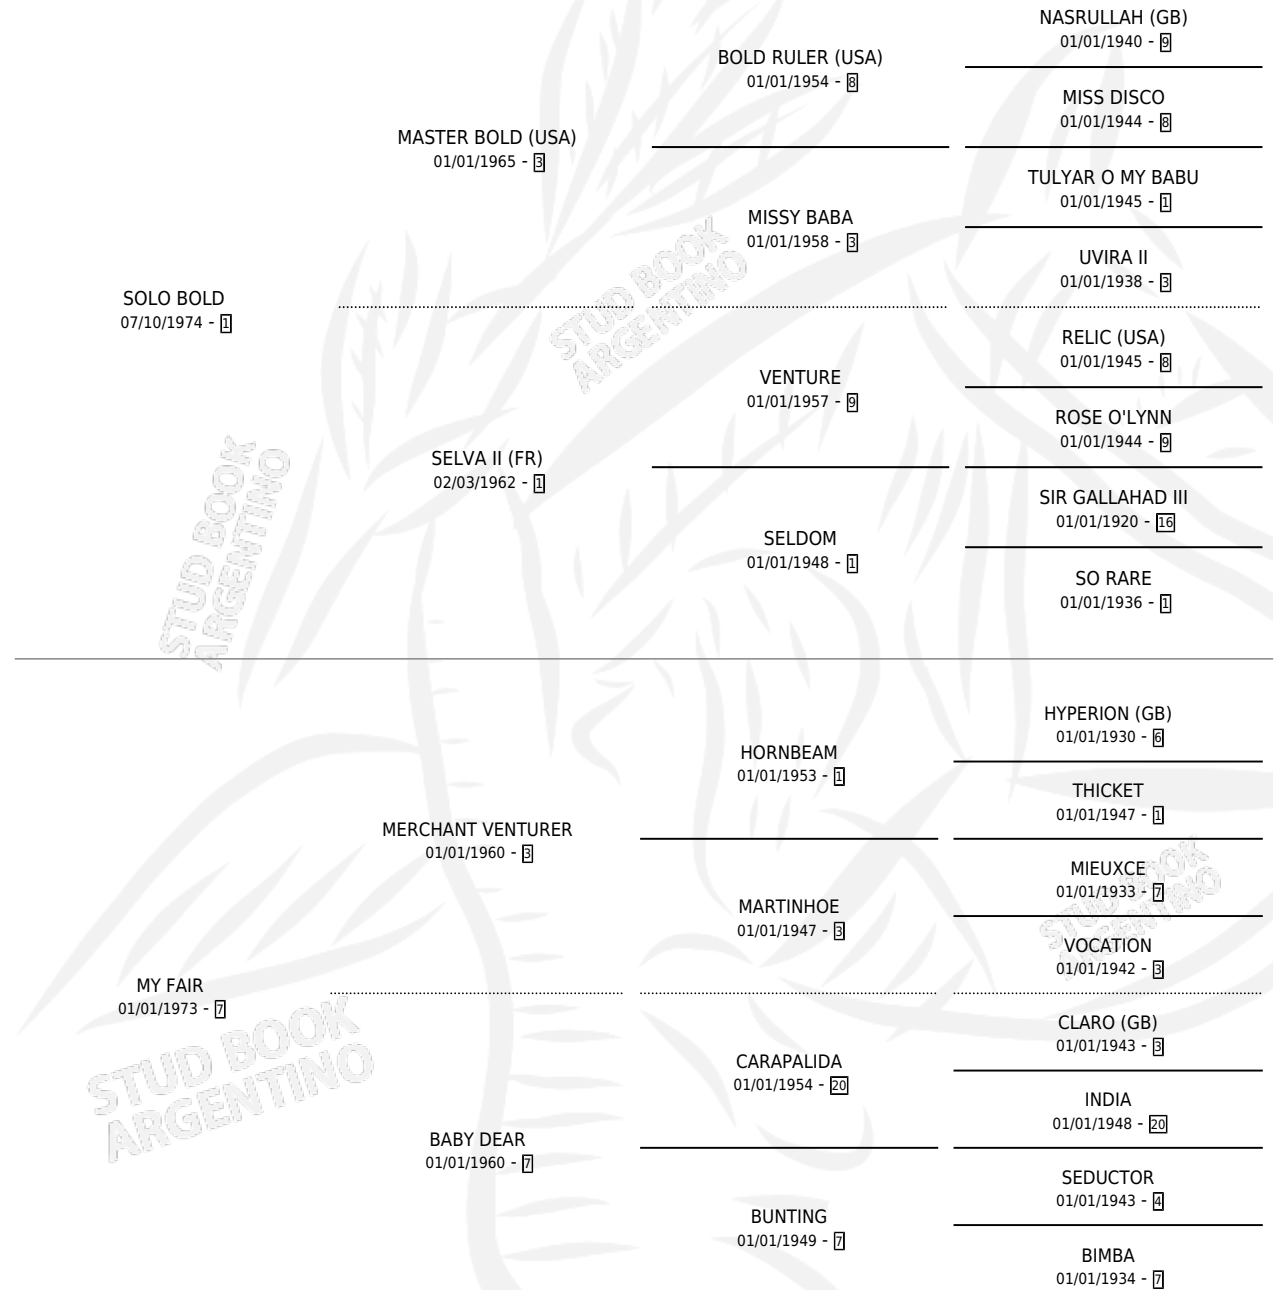 NASRULLAH (GB)
01/01/1940 - 9
BOLD RULER (USA)
01/01/1954 - 8
MISS DISCO
01/01/1944 - 8
MASTER BOLD (USA)
01/01/1965 - 3
TULYAR O MY BABU
01/01/1945 - 1
MISSY BABA
01/01/1958 - 3
UVIRA II
01/01/1938 - 3
SOLO BOLD
07/10/1974 - 1
RELIC (USA)
01/01/1945 - 8
VENTURE
01/01/1957 - 9
ROSE O'LYNN
01/01/1944 - 9
SELVA II (FR)
02/03/1962 - 1
SIR GALLAHAD III
01/01/1920 - 16
SELDOM
01/01/1948 - 1
SO RARE
01/01/1936 - 1
HYPERION (GB)
01/01/1930 - 6
HORNBEAM
01/01/1953 - 1
THICKET
01/01/1947 - 1
MERCHANT VENTURER
01/01/1960 - 3
MIEUXCE
01/01/1933 - 7
MARTINHOE
01/01/1947 - 3
VOCATION
01/01/1942 - 3
MY FAIR
01/01/1973 - 7
CLARO (GB)
01/01/1943 - 3
CARAPALIDA
01/01/1954 - 20
INDIA
01/01/1948 - 20
BABY DEAR
01/01/1960 - 7
SEDUCTOR
01/01/1943 - 4
BUNTING
01/01/1949 - 7
BIMBA
01/01/1934 - 7
STUD BOOK
ARGENTINO
STUD BOOK
ARGENTINO
STUD BOOK
ARGENTINO
STUD BOOK
ARGENTINO